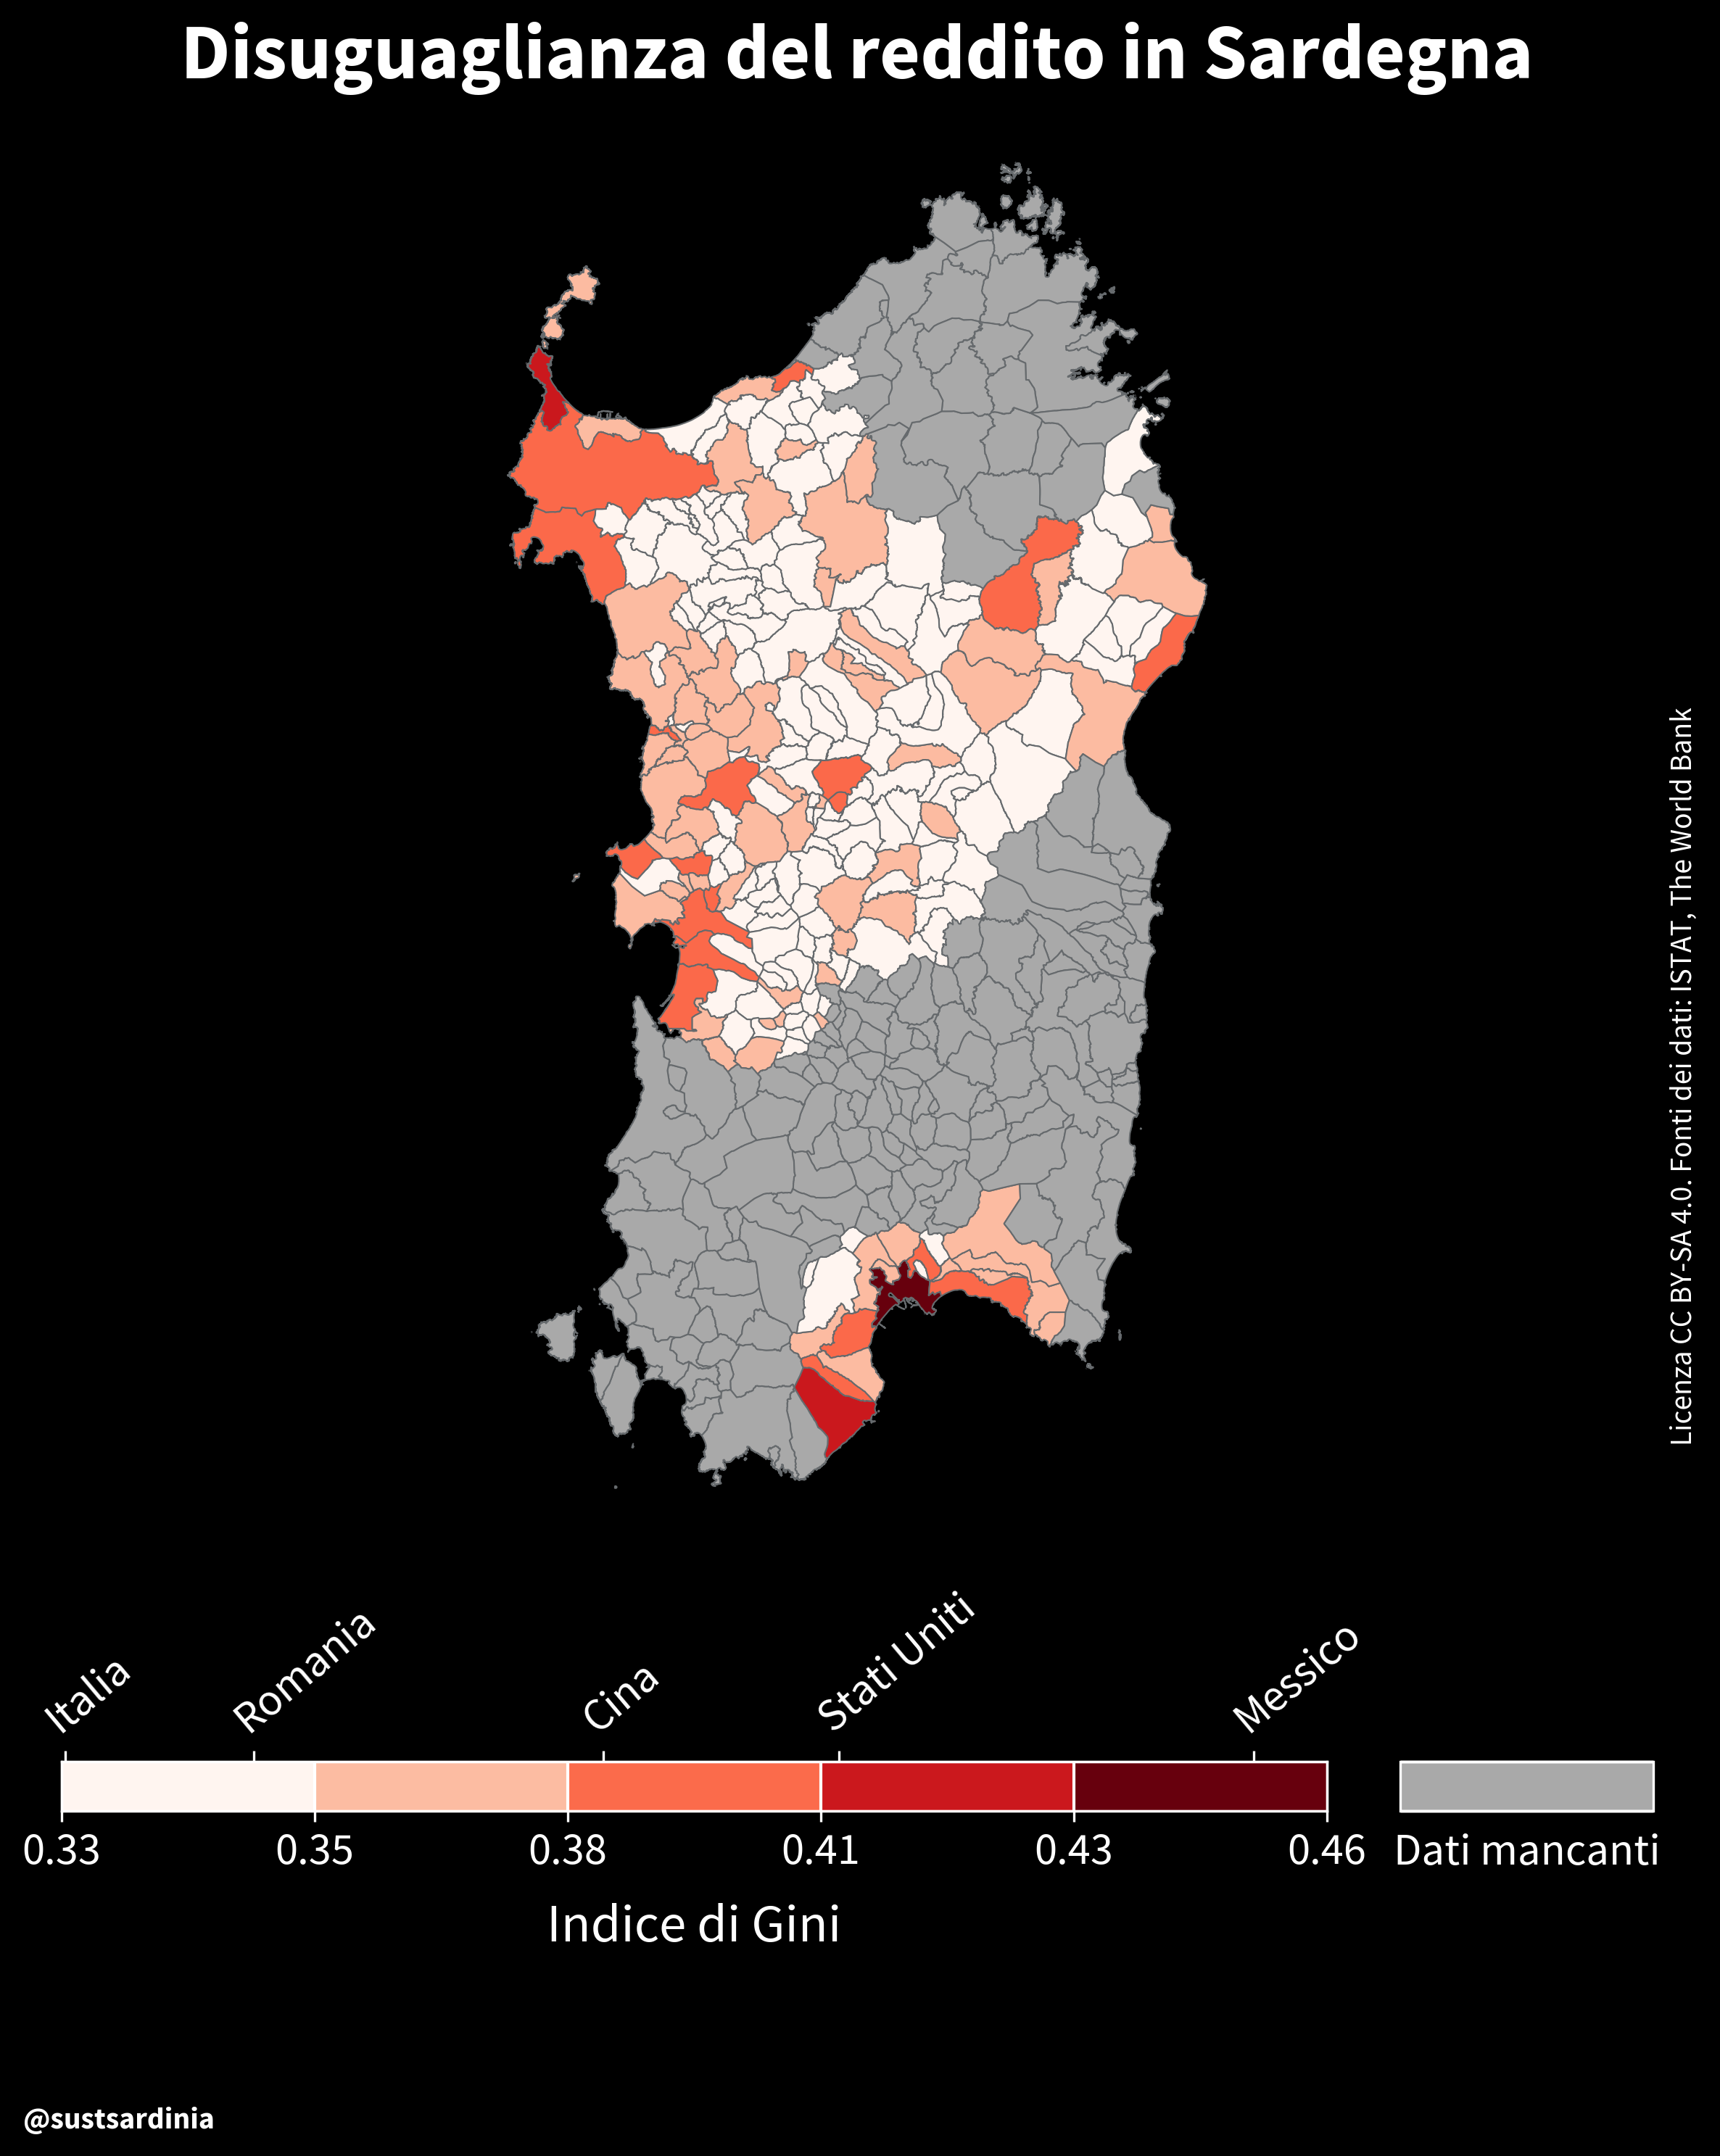 Disuguaglianza del reddito in Sardegna
Licenza CC BY-SA 4.0. Fonti dei dati: ISTAT, The World Bank
Italia
Romania
Cina
Stati Uniti
Messico
0.33
0.35
0.38
0.41
0.43
0.46
Dati mancanti
Indice di Gini
@sustsardinia